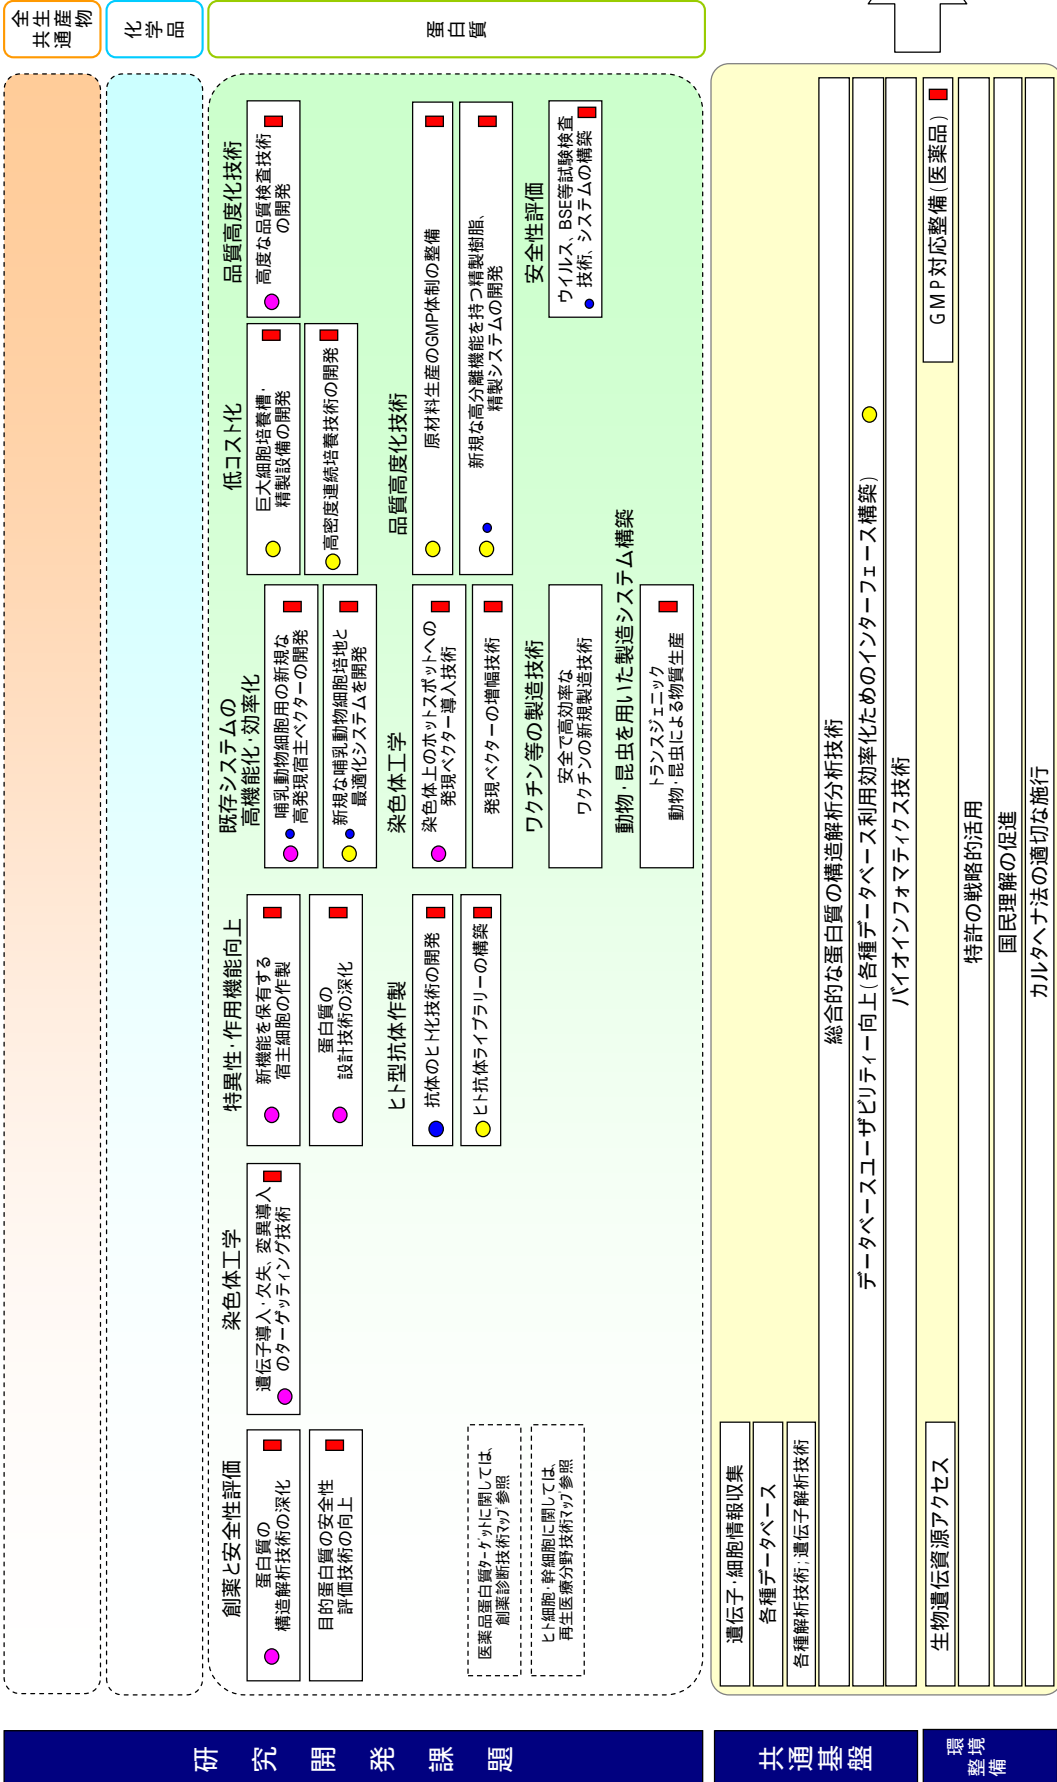 全生産物
共通
化学品
蛋白質
研究開発課題
創薬と安全性評価
蛋白質の
構造解析技術の深化
目的蛋白質の安全性
評価技術の向上
医薬品蛋白質ターゲットに関しては、
創薬診断技術マップ参照
ヒト細胞・幹細胞に関しては、
再生医療分野技術マップ参照
染色体工学
遺伝子導入・欠失、変異導入
のターゲッティング技術
特異性・作用機能向上
新機能を保有する
宿主細胞の作製
蛋白質の
設計技術の深化
ヒト型抗体作製
抗体のヒト化技術の開発
ヒト抗体ライブラリーの構築
既存システムの
高機能化・効率化
哺乳動物細胞用の新規な
高発現宿主ベクターの開発
新規な哺乳動物細胞培地と
最適化システムを開発
染色体工学
染色体上のホットスポットへの
発現ベクター導入技術
発現ベクターの増幅技術
ワクチン等の製造技術
安全で高効率な
ワクチンの新規製造技術
動物・昆虫を用いた製造システム構築
トランスジェニック
動物・昆虫による物質生産
低コスト化
巨大細胞培養槽・
精製設備の開発
高密度連続培養技術の開発
品質高度化技術
原材料生産のGMP体制の整備
新規な高分離機能を持つ精製樹脂、
精製システムの開発
品質高度化技術
高度な品質検査技術
の開発
安全性評価
ウイルス、BSE等試験検査
技術、システムの構築
共通基盤
遺伝子・細胞情報収集
各種データベース
各種解析技術;遺伝子解析技術
総合的な蛋白質の構造解析分析技術
データベースユーザビリティー向上(各種データベース利用効率化ためのインターフェース構築)
バイオインフォマティクス技術
環境
整備
生物遺伝資源アクセス
GMP対応整備(医薬品)
特許の戦略的活用
国民理解の促進
カルタヘナ法の適切な施行